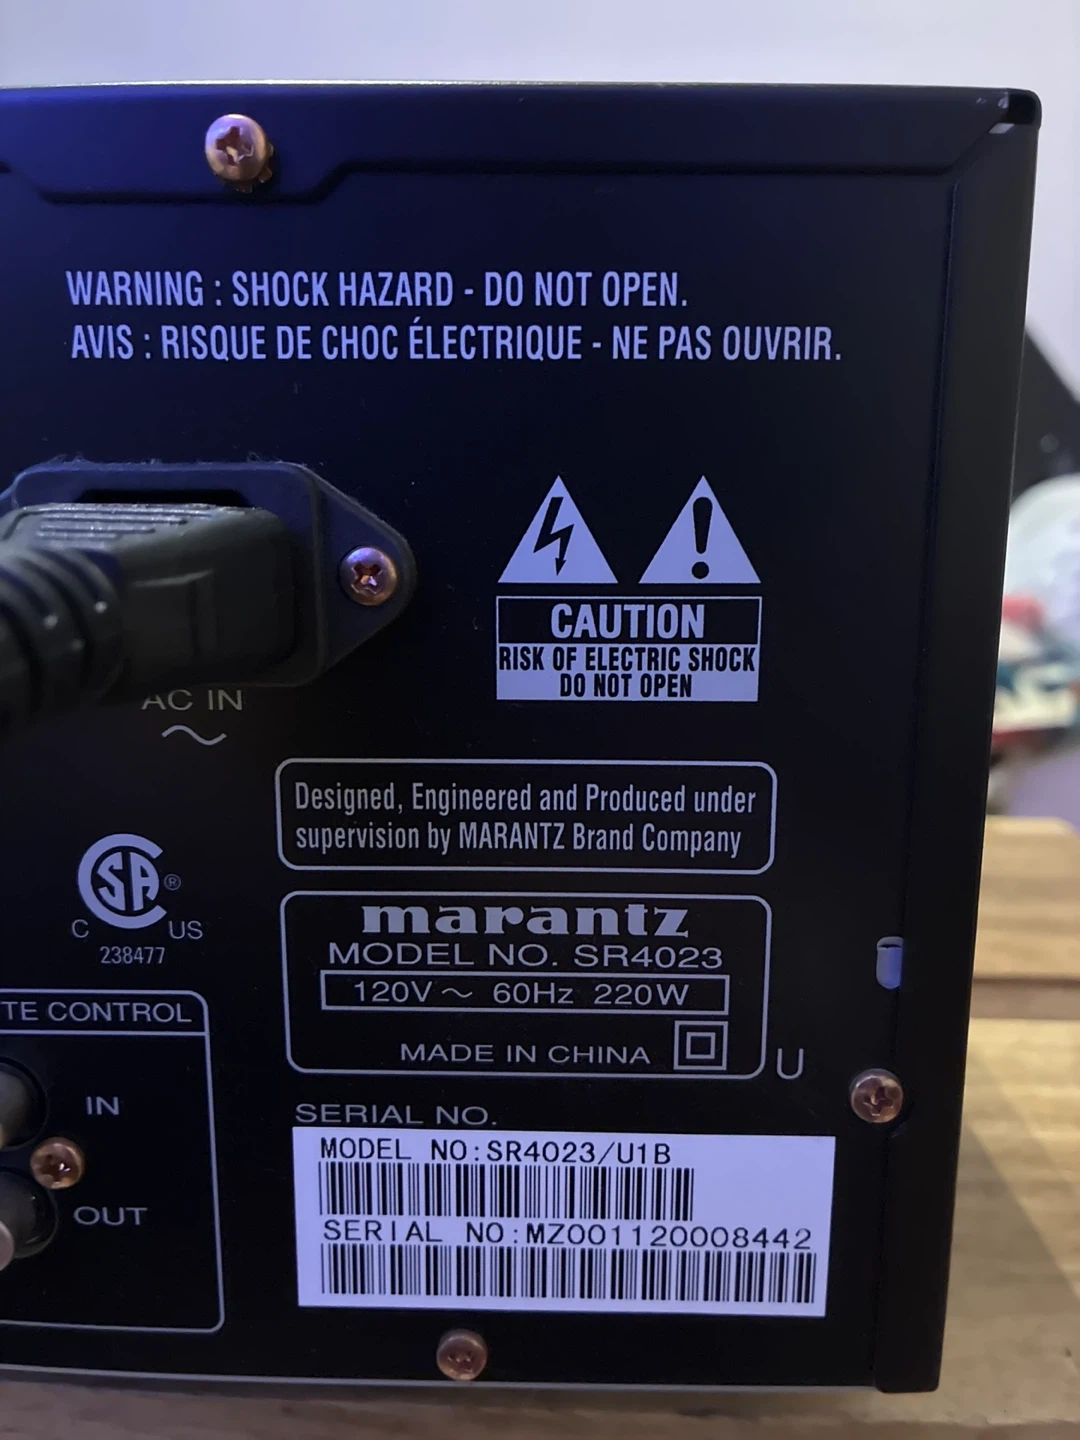 WARNING : SHOCK HAZARD - DO NOT OPEN.
AVIS : RISQUE DE CHOC ÉLECTRIQUE - NE PAS OUVRIR.
CAUTION
RISK OF ELECTRIC SHOCK
DO NOT OPEN
AC IN
Designed, Engineered and Produced under
supervision by MARANTZ Brand Company
CSA®
C US
238477
marantz
MODEL NO. SR4023
120V ~ 60Hz 220W
MADE IN CHINA
U
TE CONTROL
IN
OUT
SERIAL NO.
MODEL NO:SR4023/U1B
SERIAL NO:MZ001120008442